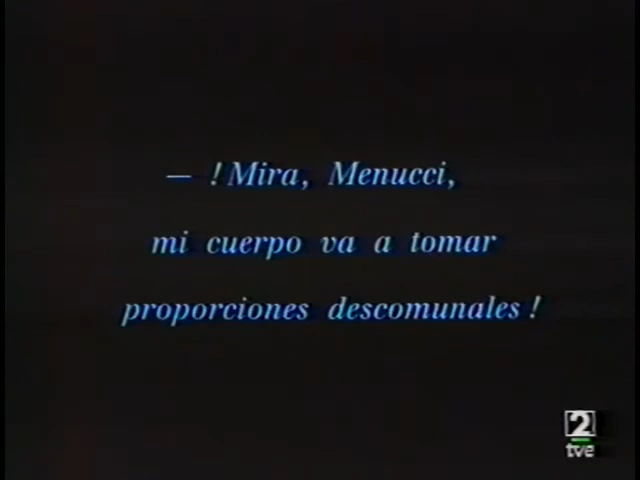 — !Mira, Menucci,
mi cuerpo va a tomar
proporciones descomunales!
2
tve